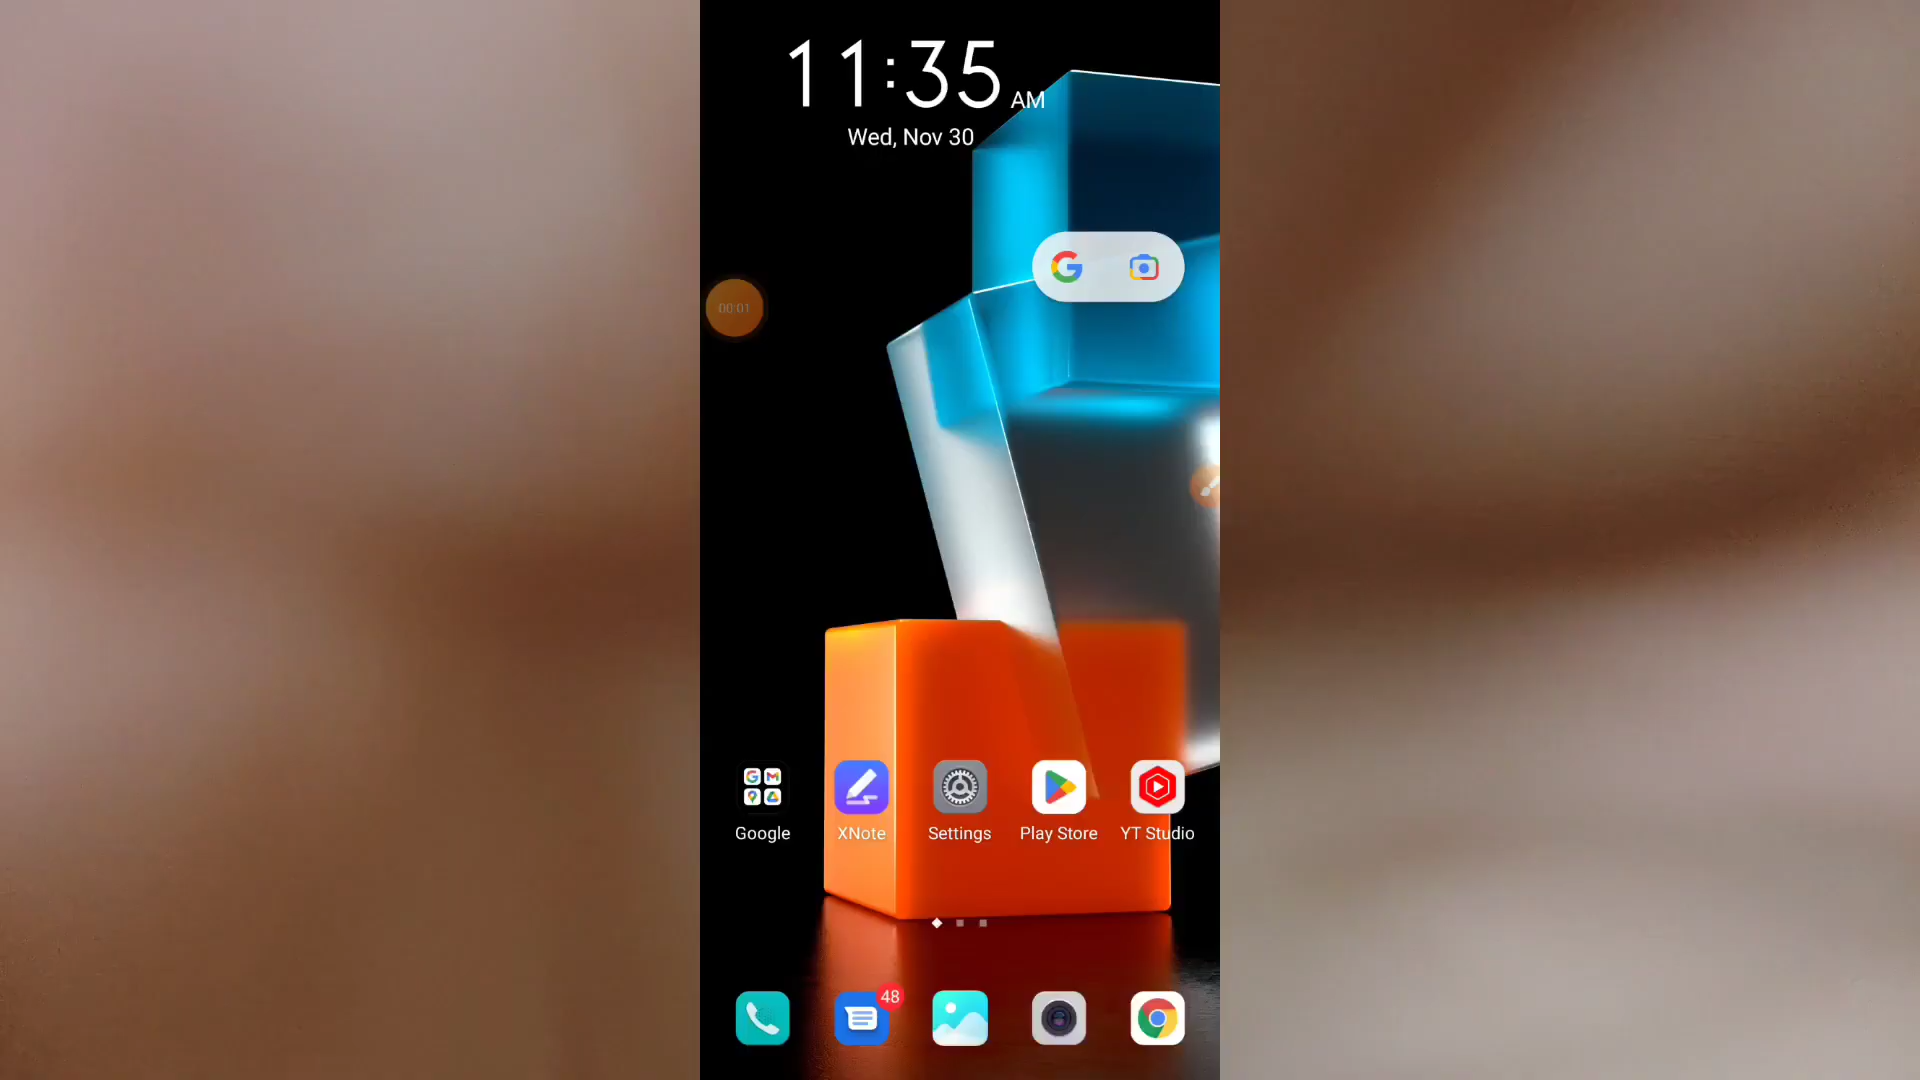 11:35 AM
Wed, Nov 30
00:01
Google
XNote
Settings
Play Store
YT Studio
48